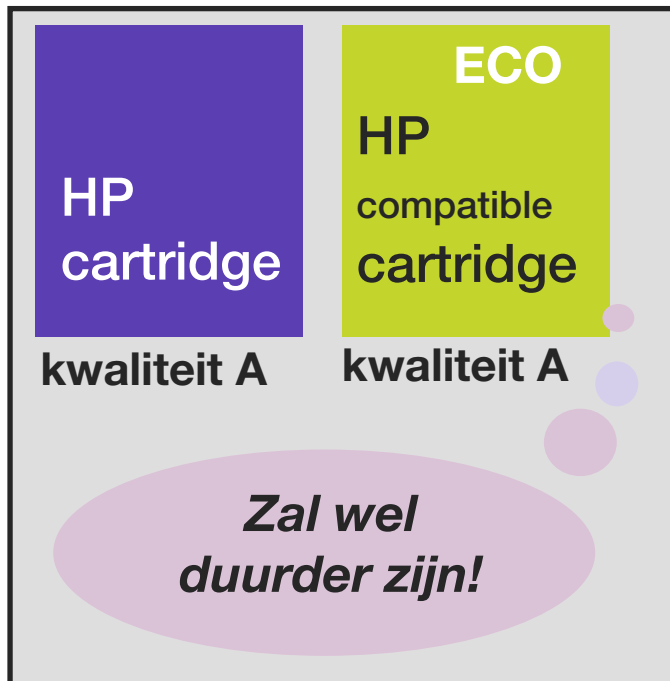 HP
cartridge
kwaliteit A
ECO
HP
compatible
cartridge
kwaliteit A
Zal wel
duurder zijn!